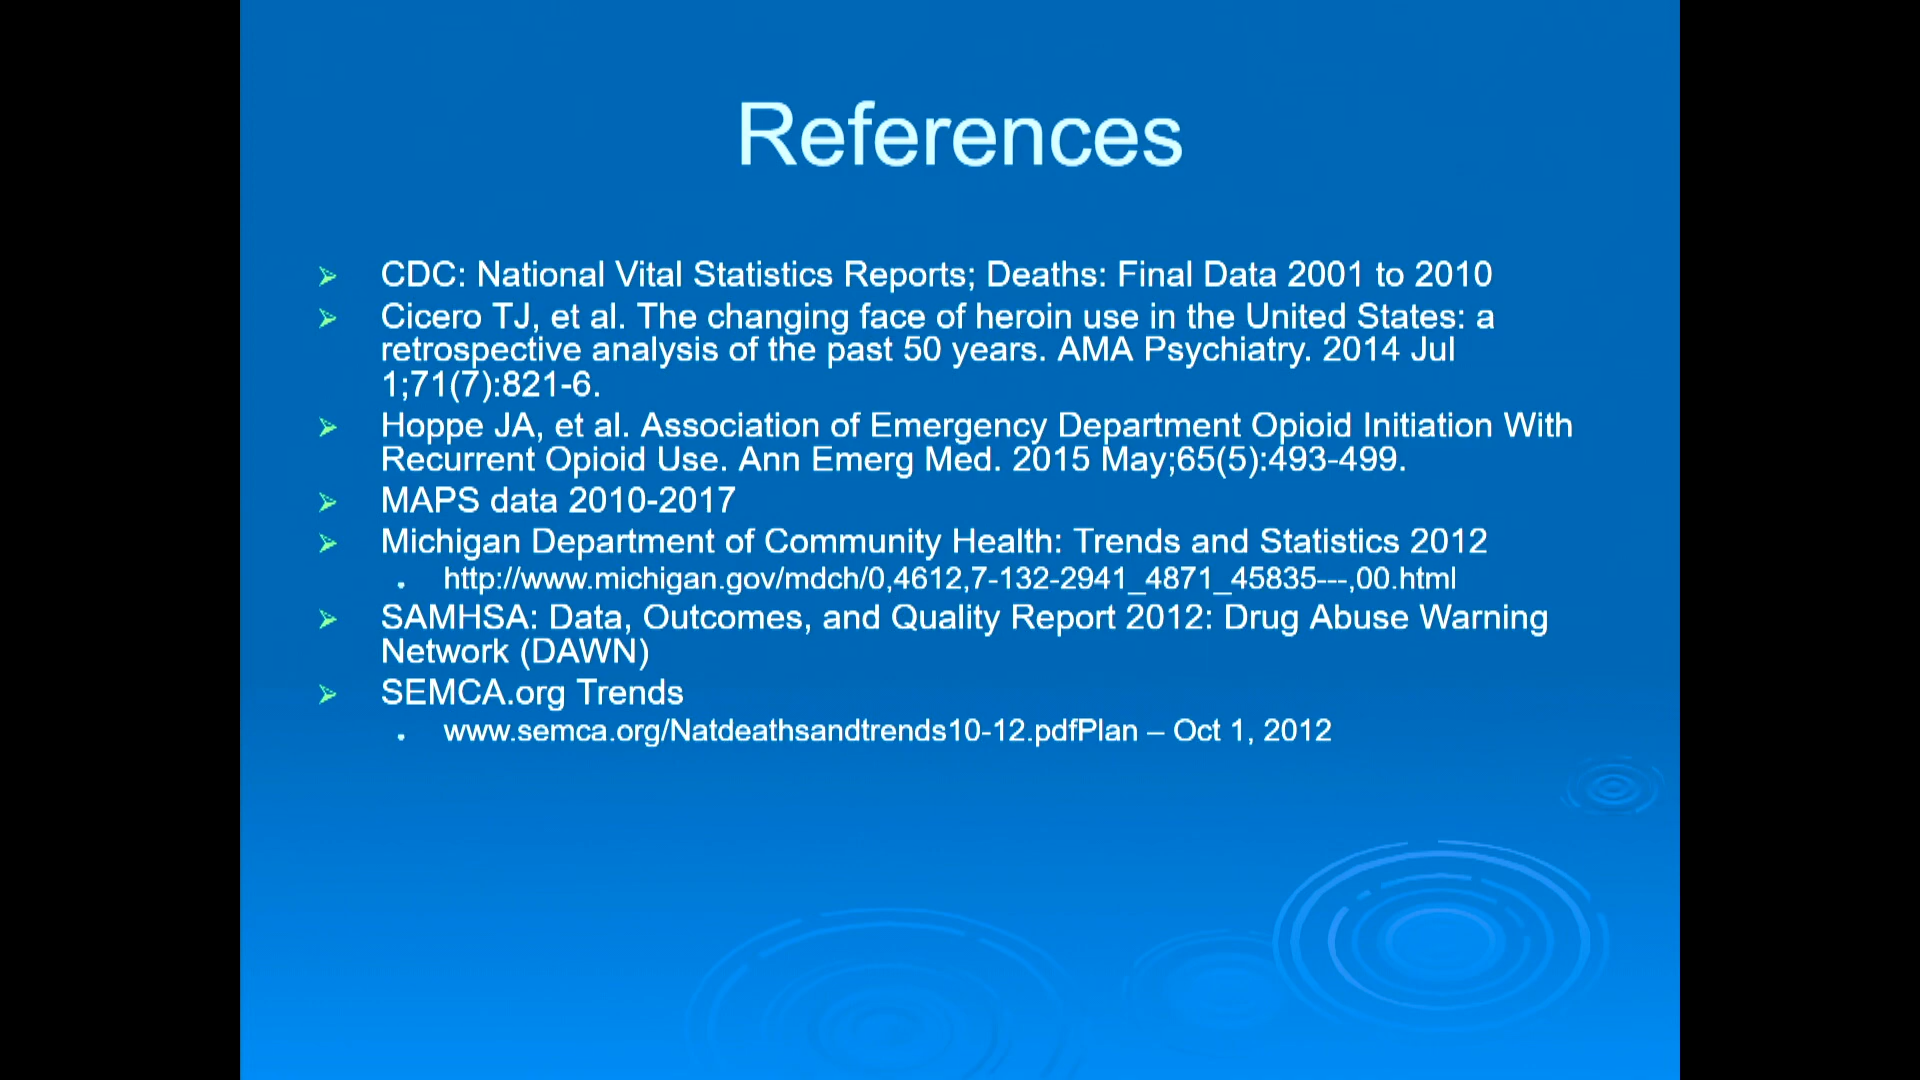 References
CDC: National Vital Statistics Reports; Deaths: Final Data 2001 to 2010
Cicero TJ, et al. The changing face of heroin use in the United States: a
retrospective analysis of the past 50 years. AMA Psychiatry. 2014 Jul
1;71(7):821-6.
Hoppe JA, et al. Association of Emergency Department Opioid Initiation With
Recurrent Opioid Use. Ann Emerg Med. 2015 May;65(5):493-499.
MAPS data 2010-2017
Michigan Department of Community Health: Trends and Statistics 2012
http://www.michigan.gov/mdch/0,4612,7-132-2941_4871_45835---,00.html
SAMHSA: Data, Outcomes, and Quality Report 2012: Drug Abuse Warning
Network (DAWN)
SEMCA.org Trends
www.semca.org/Natdeathsandtrends10-12.pdfPlan – Oct 1, 2012